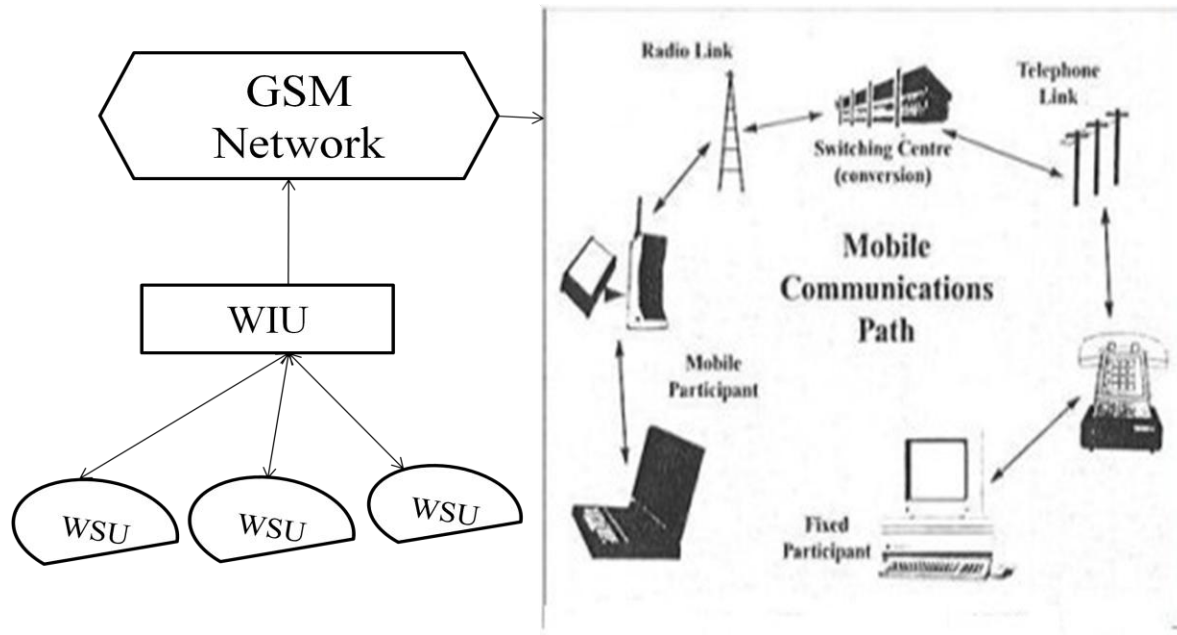 GSM
Network
WIU
WSU
WSU
WSU
Radio Link
Switching Centre
(conversion)
Telephone
Link
Mobile
Communications
Path
Mobile
Participant
Fixed
Participant